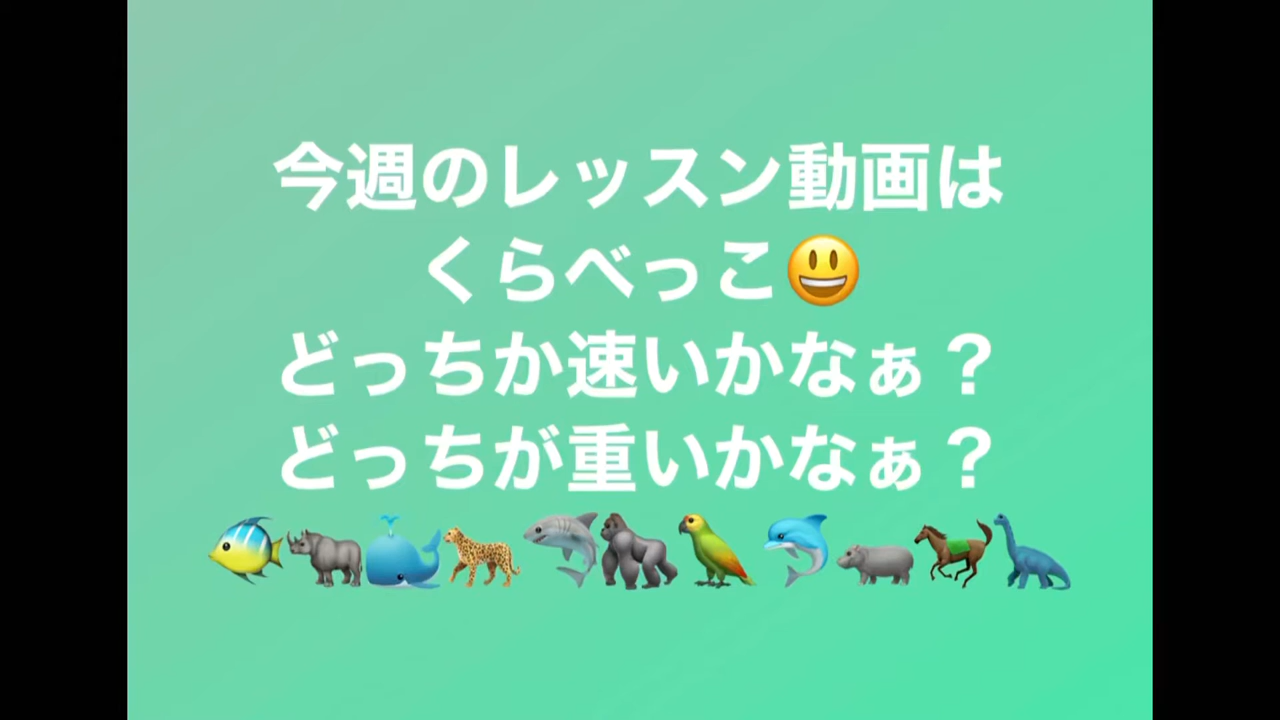 今週のレッスン動画は
くらべっこ😃
どっちか速いかなぁ？
どっちが重いかなぁ？
🐠🦏🐳🐆🦈🦍🦜🐬🦛🐎🦕